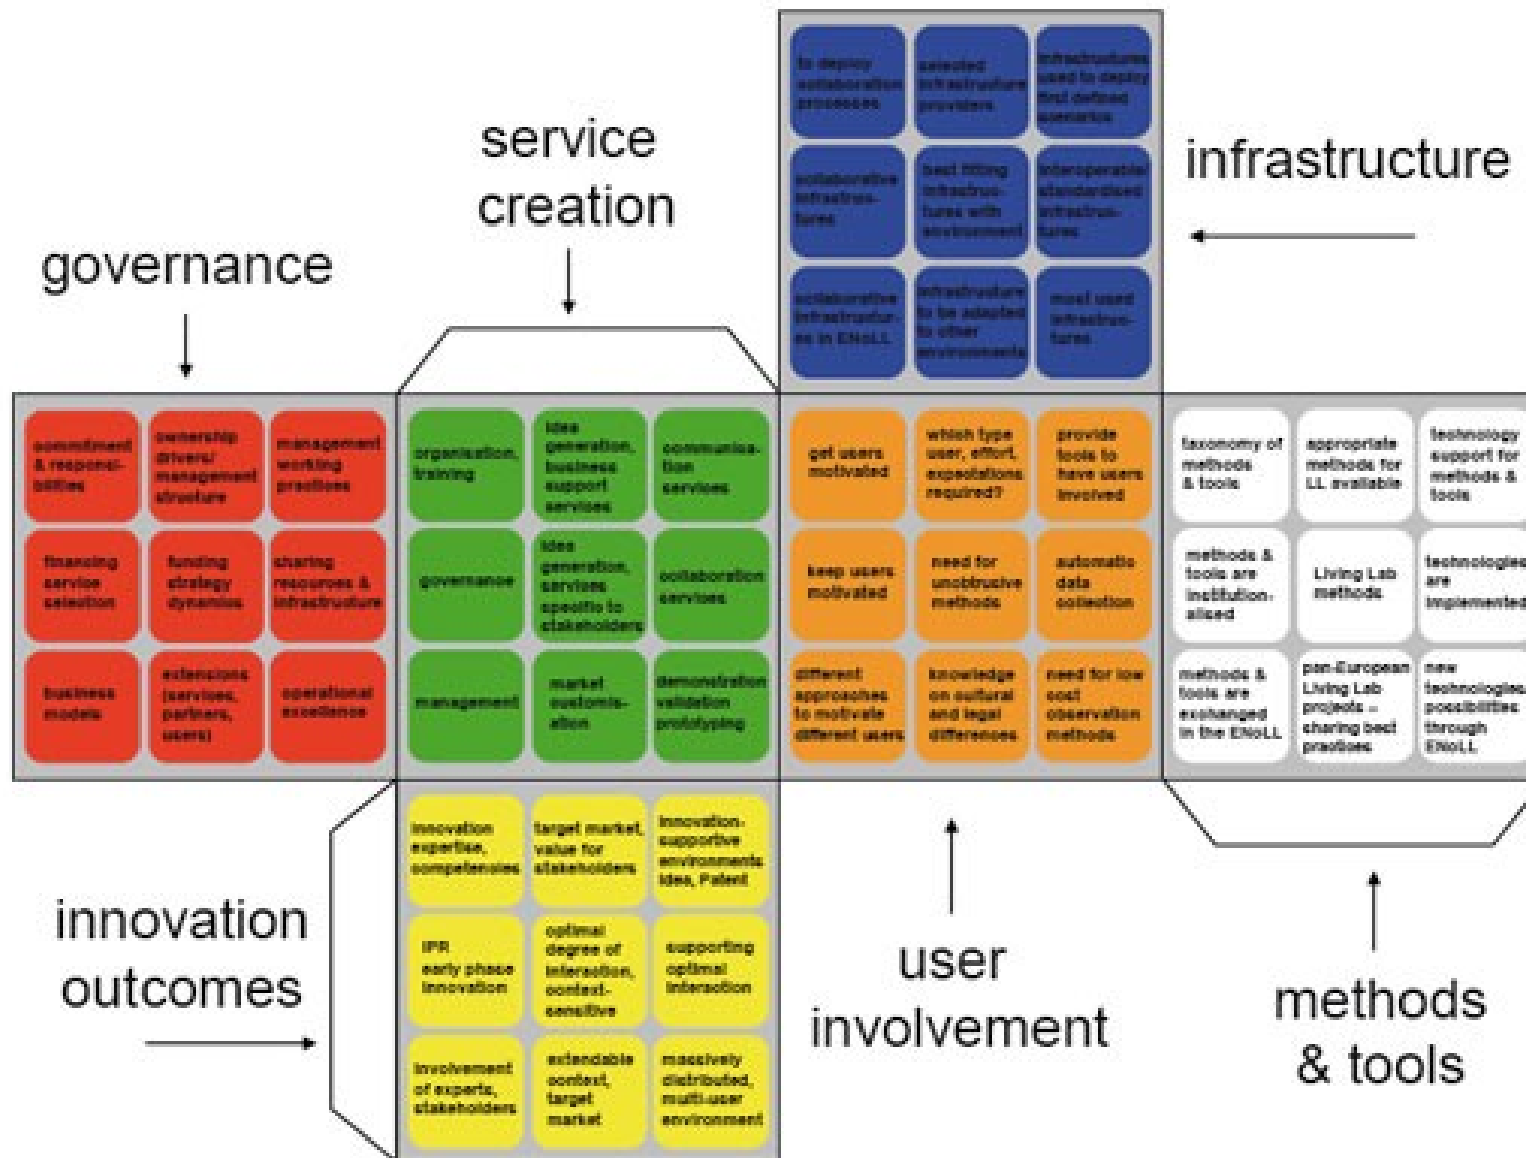 to deploy
collaboration
processes
selected
infrastructure
providers
infrastructures
used to deploy
first defined
scenarios
service
creation
infrastructure
collaborative
infrastruc-
tures
best fitting
infrastruc-
tures with
environment
interoperable/
standardised
infrastruc-
tures
governance
collaborative
infrastructur-
es in ENoLL
infrastructure
to be adapted
to other
environments
most used
infrastruc-
tures
commitment
& responsi-
bilities
ownership
drivers/
management
structure
management
working
practices
organisation,
training
idea
generation,
business
support
services
communica-
tion
services
get users
motivated
which type
user, effort,
expectations
required?
provide
tools to
have users
involved
taxonomy of
methods
& tools
appropriate
methods for
LL available
technology
support for
methods &
tools
financing
service
selection
funding
strategy
dynamics
sharing
resources &
infrastructure
governance
idea
generation,
services
specific to
stakeholders
collaboration
services
keep users
motivated
need for
unobtrusive
methods
automatic
data
collection
methods &
tools are
institution-
alised
Living Lab
methods
technologies
are
implemented
business
models
extensions
(services,
partners,
users)
operational
excellence
management
market
customis-
ation
demonstration
validation
prototyping
different
approaches
to motivate
different users
knowledge
on cultural
and legal
differences
need for low
cost
observation
methods
methods &
tools are
exchanged
in the ENoLL
pan-European
Living Lab
projects –
sharing best
practices
new
technologies
possibilities
through
ENoLL
innovation
expertise,
competencies
target market,
value for
stakeholders
innovation-
supportive
environments
Idea, Patent
innovation
outcomes
IPR
early phase
innovation
optimal
degree of
interaction,
context-
sensitive
supporting
optimal
interaction
user
involvement
methods
& tools
involvement
of experts,
stakeholders
extendable
context,
target
market
massively
distributed,
multi-user
environment